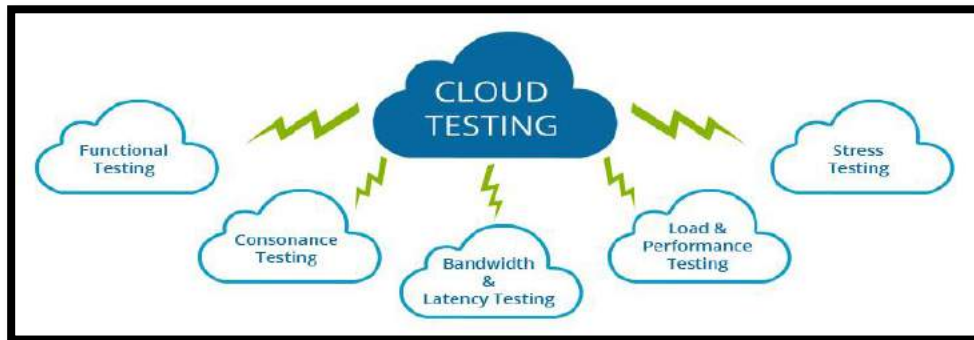 CLOUD
TESTING
Functional
Testing
Consonance
Testing
Bandwidth
&
Latency Testing
Load &
Performance
Testing
Stress
Testing